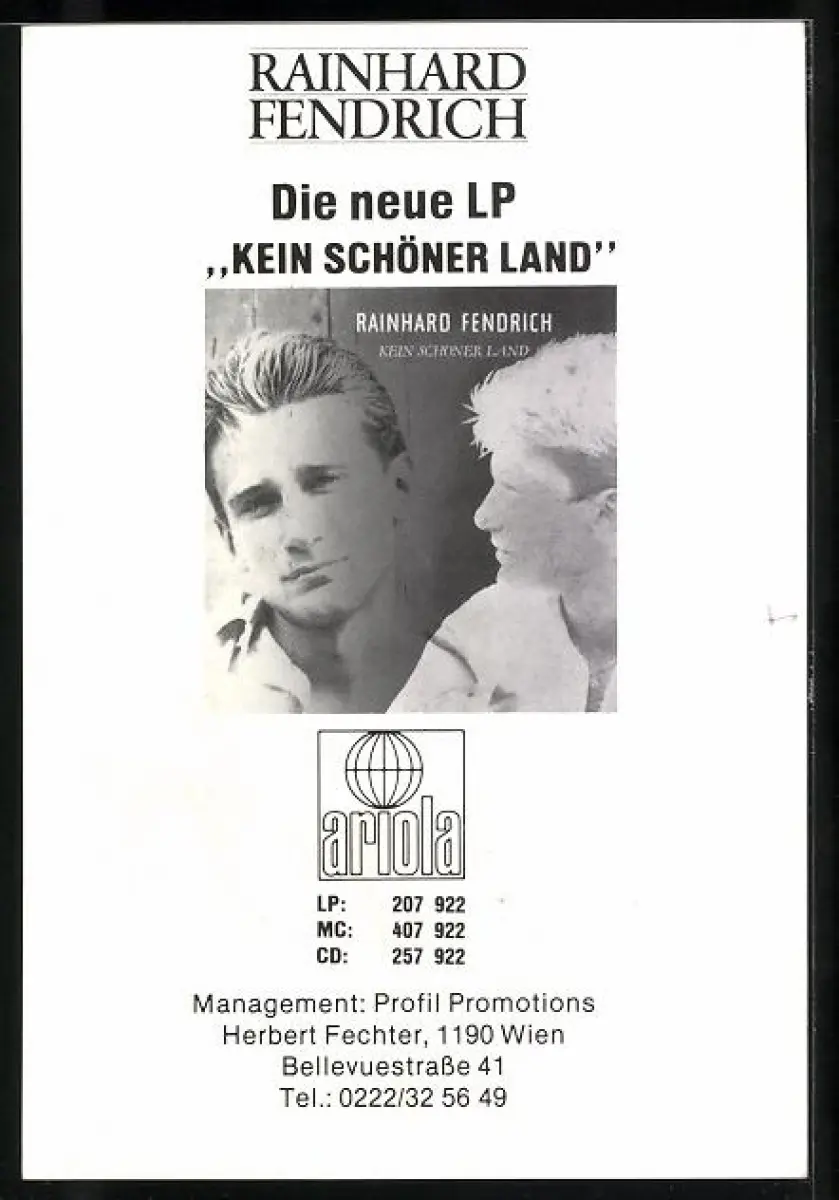 RAINHARD
FENDRICH
Die neue LP
,,KEIN SCHÖNER LAND”
RAINHARD FENDRICH
KEIN SCHÖNER LAND
ariola
LP: 207 922
MC: 407 922
CD: 257 922
Management: Profil Promotions
Herbert Fechter, 1190 Wien
Bellevuestraße 41
Tel.: 0222/32 56 49